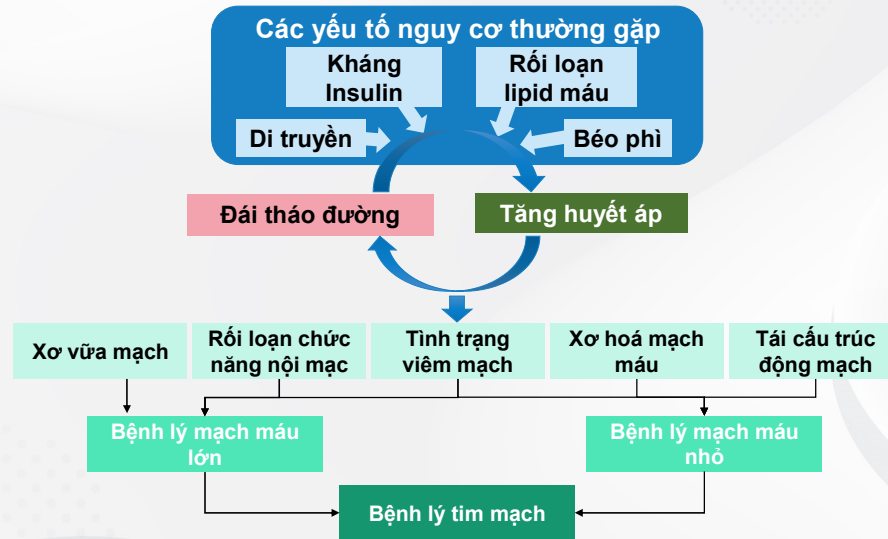 Các yếu tố nguy cơ thường gặp
Kháng
Insulin
Rối loạn
lipid máu
Di truyền
Béo phì
Đái tháo đường
Tăng huyết áp
Xơ vữa mạch
Rối loạn chức
năng nội mạc
Tình trạng
viêm mạch
Xơ hoá mạch
máu
Tái cấu trúc
động mạch
Bệnh lý mạch máu
lớn
Bệnh lý mạch máu
nhỏ
Bệnh lý tim mạch